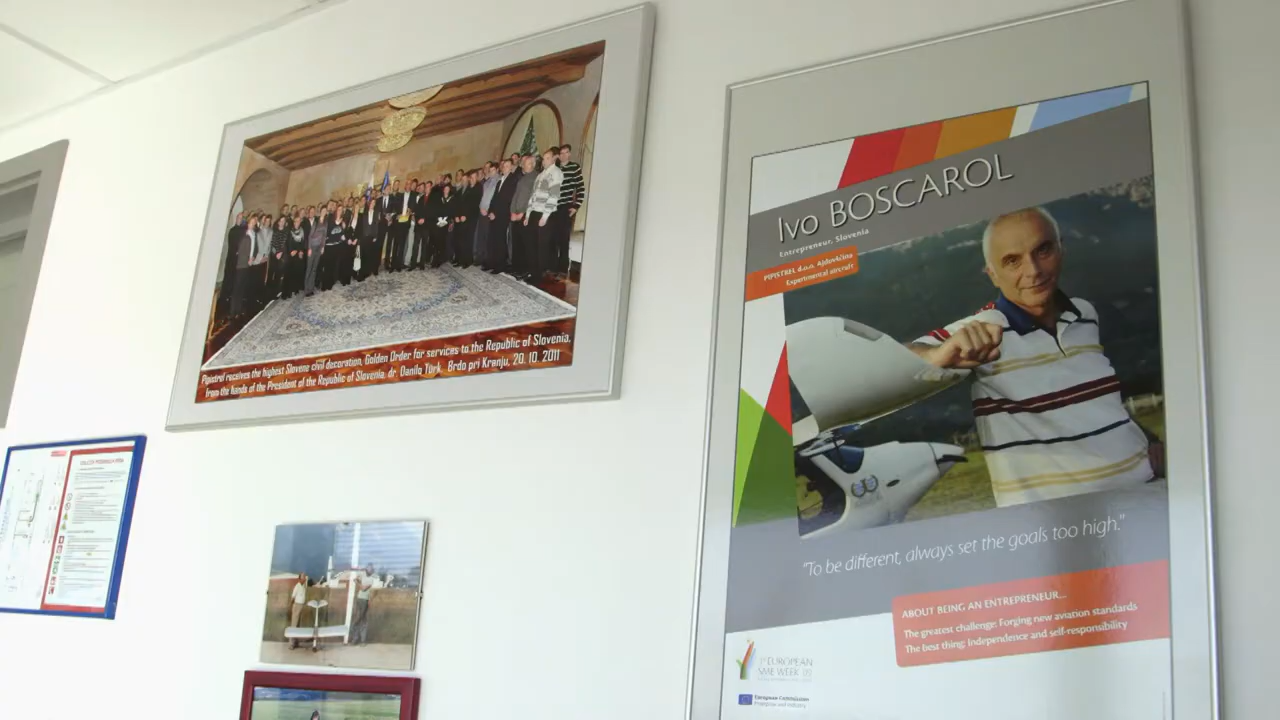 Pipistrel receives the highest Slovene civil decoration, Golden Order for services to the Republic of Slovenia,
from the hands of the President of the Republic of Slovenia, dr. Danilo Türk. Brdo pri Kranju, 20. 10. 2011
Ivo BOSCAROL
Entrepreneur, Slovenia
PIPISTREL d.o.o. Ajdovščina
Experimental aircraft
"To be different, always set the goals too high."
ABOUT BEING AN ENTREPRENEUR...
The greatest challenge: Forging new aviation standards
The best thing: Independence and self-responsibility
EUROPEAN
SME WEEK
European Commission